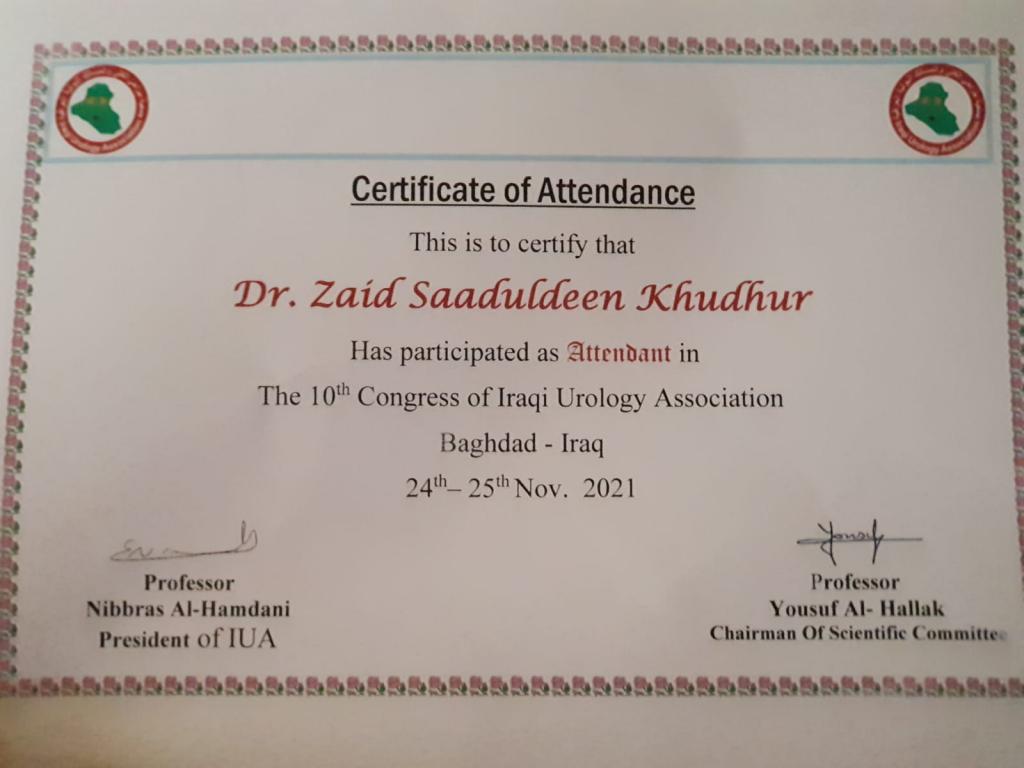 Certificate of Attendance
This is to certify that
Dr. Zaid Saaduldeen Khudhur
Has participated as Attendant in
The 10th Congress of Iraqi Urology Association
Baghdad - Iraq
24th– 25th Nov. 2021
Yousif
Professor
Nibbras Al-Hamdani
President of IUA
Professor
Yousuf Al- Hallak
Chairman Of Scientific Committe